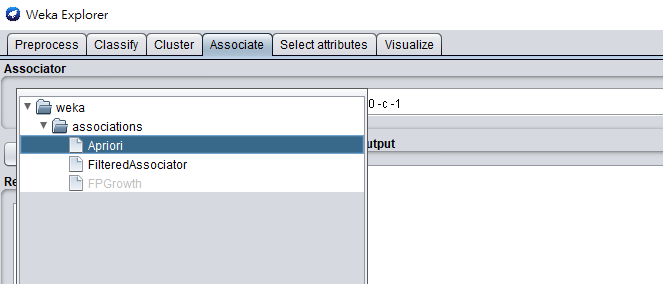 Weka Explorer
Preprocess Classify Cluster Associate Select attributes Visualize
Associator
weka
0 -c -1
associations
Apriori
utput
FilteredAssociator
Re
FPGrowth